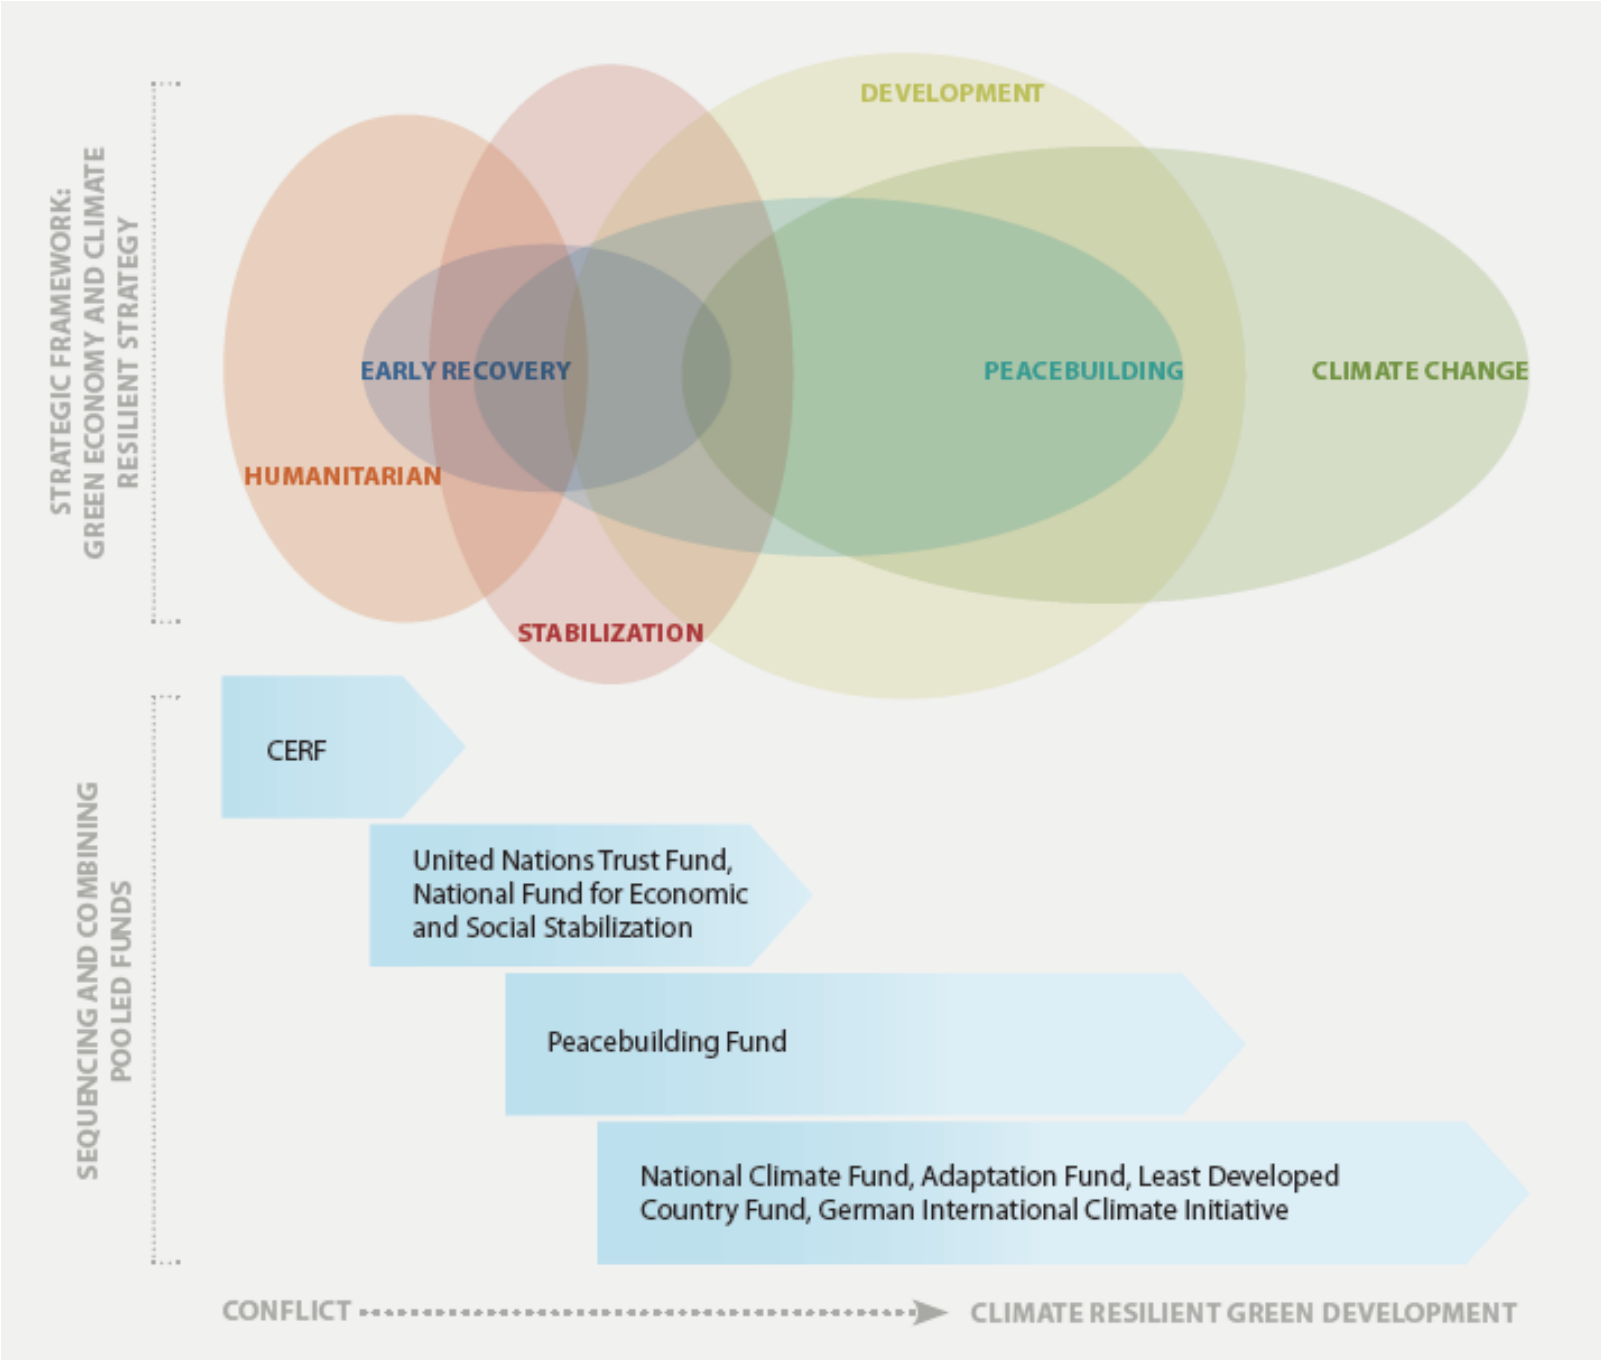 STRATEGIC FRAMEWORK:
GREEN ECONOMY AND CLIMATE
RESILIENT STRATEGY
DEVELOPMENT
EARLY RECOVERY
PEACEBUILDING
CLIMATE CHANGE
HUMANITARIAN
STABILIZATION
SEQUENCING AND COMBINING
POOLED FUNDS
CERF
United Nations Trust Fund,
National Fund for Economic
and Social Stabilization
Peacebuilding Fund
National Climate Fund, Adaptation Fund, Least Developed
Country Fund, German International Climate Initiative
CONFLICT
CLIMATE RESILIENT GREEN DEVELOPMENT